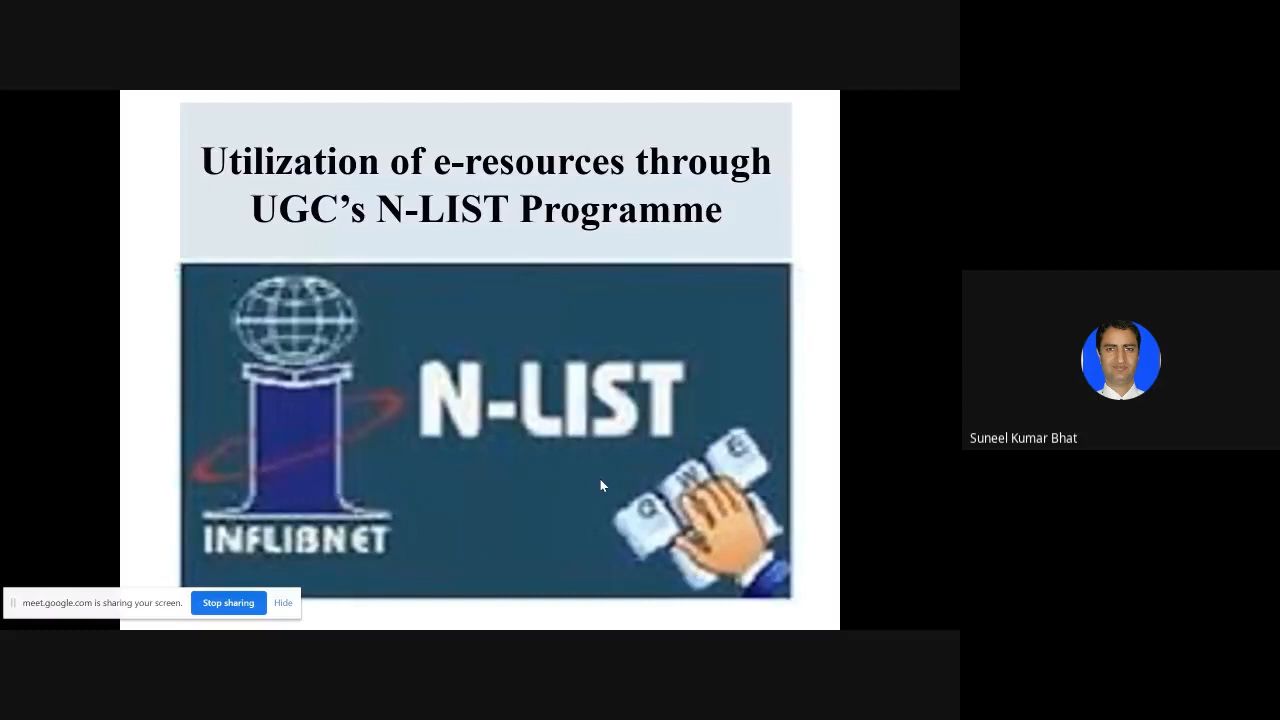 Utilization of e-resources through
UGC’s N-LIST Programme
N-LIST
Q W E
INFLIBNET
meet.google.com is sharing your screen. Stop sharing Hide
Suneel Kumar Bhat